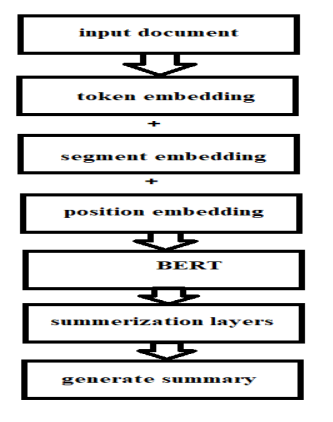 input document
token embedding
+
segment embedding
+
position embedding
BERT
summerization layers
generate summary